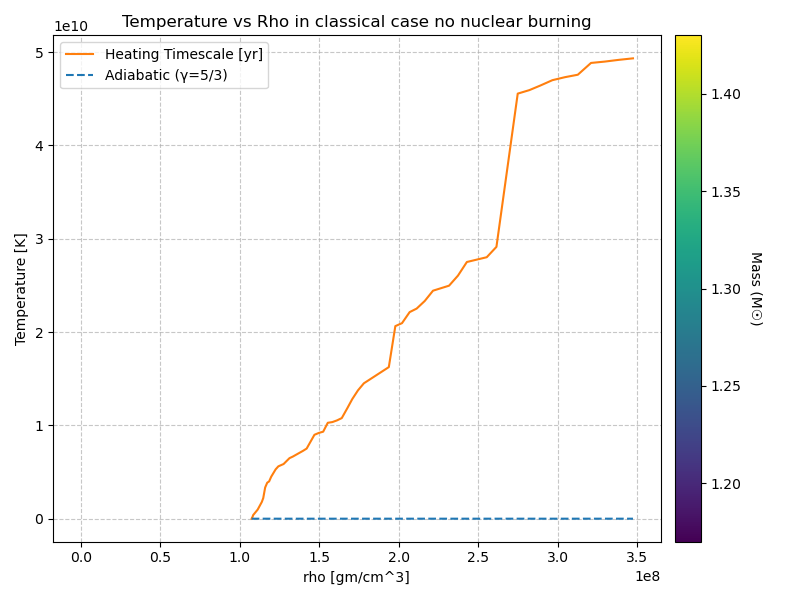 Temperature vs Rho in classical case no nuclear burning
1e10
Heating Timescale [yr]
Adiabatic (γ=5/3)
5
4
3
2
1
0
Temperature [K]
0.0 0.5 1.0 1.5 2.0 2.5 3.0 3.5
1e8
rho [gm/cm^3]
1.40
1.35
1.30
1.25
1.20
Mass (M☉)